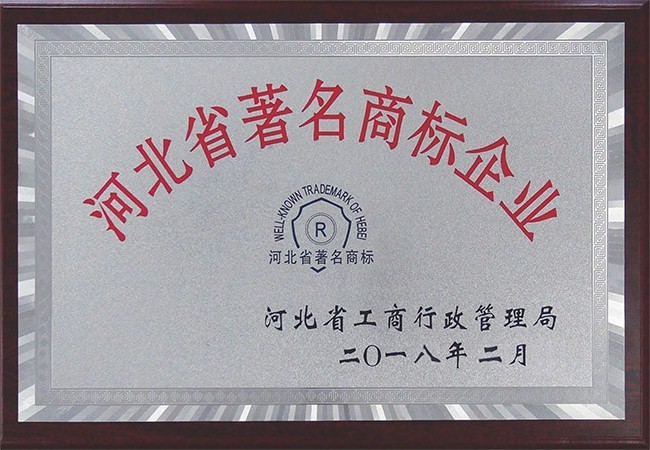 河北省著名商标企业
WELL-KNOWN TRADEMARK OF HEBEI
R
河北省著名商标
河北省工商行政管理局
二〇一八年二月